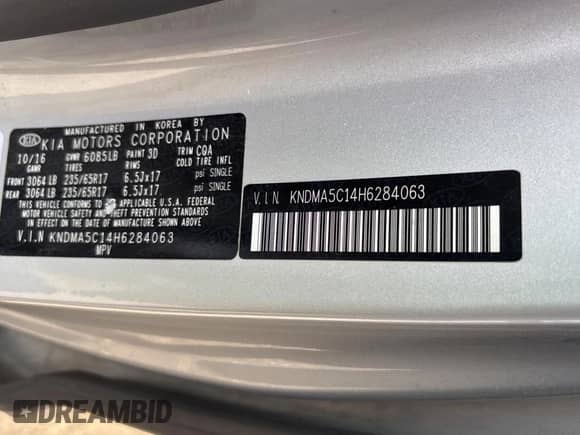 MANUFACTURED IN KOREA BY
KIA KIA MOTORS CORPORATION
10/16 GVWR 6085LB PAINT 3D TRIM CQA
TIRES RIMS COLD TIRE INFL
FRONT 3064 LB 235/65R17 6.5Jx17 psi SINGLE
REAR 3064 LB 235/65R17 6.5Jx17 psi SINGLE
THIS VEHICLE CONFORMS TO ALL APPLICABLE U.S.A. FEDERAL
MOTOR VEHICLE SAFETY AND THEFT PREVENTION STANDARDS
IN EFFECT ON THE DATE OF MANUFACTURE SHOWN ABOVE.
V.I.N KNDMA5C14H6284063
MPV
V.I.N KNDMA5C14H6284063
DREAMBID